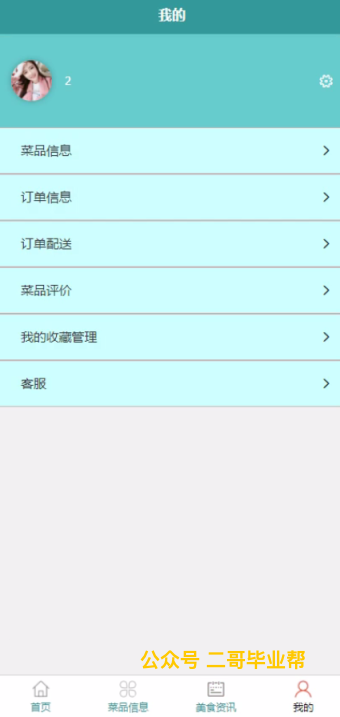 我的
2
菜品信息
订单信息
订单配送
菜品评价
我的收藏管理
客服
公众号 二哥毕业帮
首页 菜品信息 美食资讯 我的